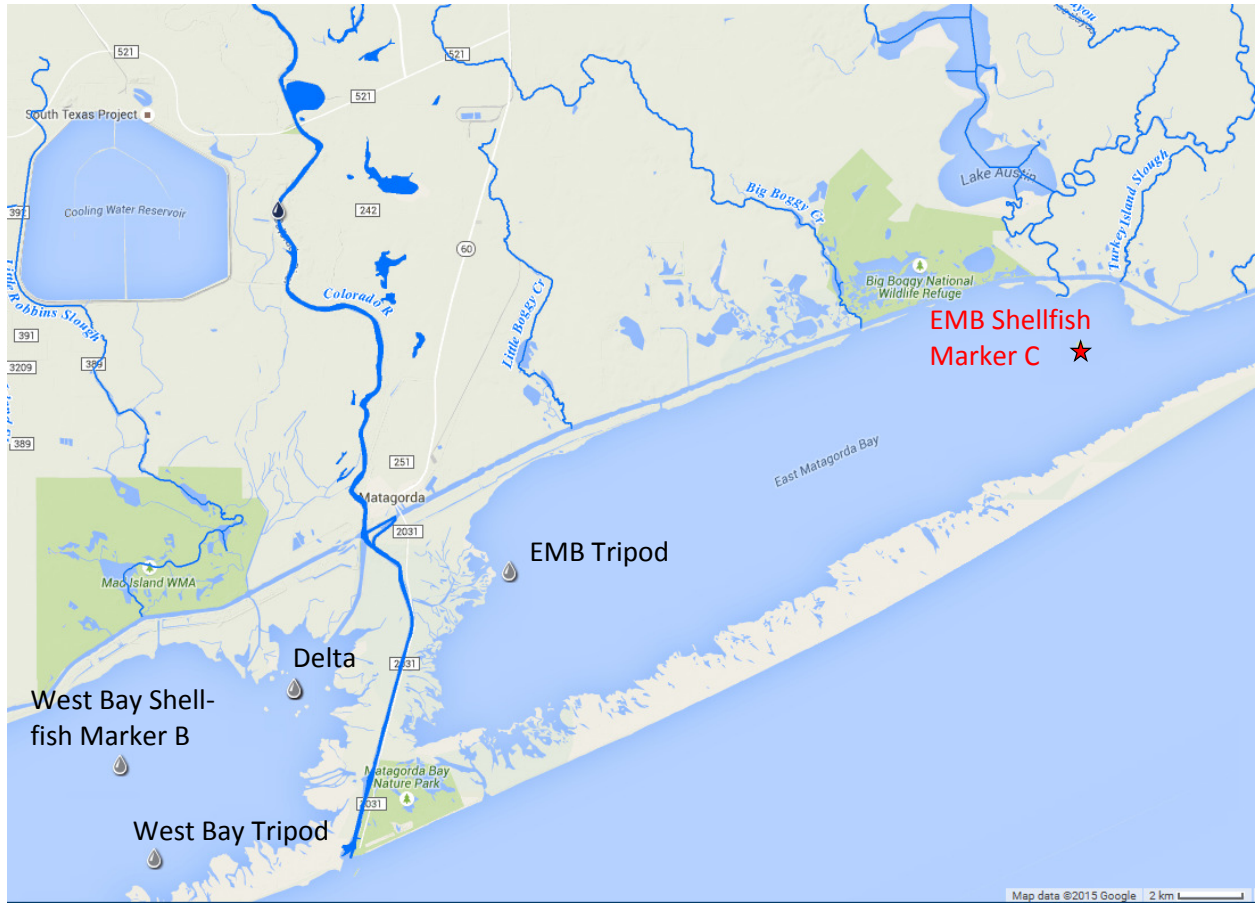 521
521
521
South Texas Project
Lake Austin
Turkey Island Slough
Big Boggy Cr
392
Cooling Water Reservoir
242
60
Big Boggy National
Wildlife Refuge
Little Robbins Slough
Colorado R
Little Boggy Cr
EMB Shellfish
Marker C
391
389
3209
389
251
East Matagorda Bay
Matagorda
2031
EMB Tripod
Mad Island WMA
Delta
2031
West Bay Shell-
fish Marker B
Matagorda Bay
Nature Park
2031
West Bay Tripod
Map data ©2015 Google
2 km